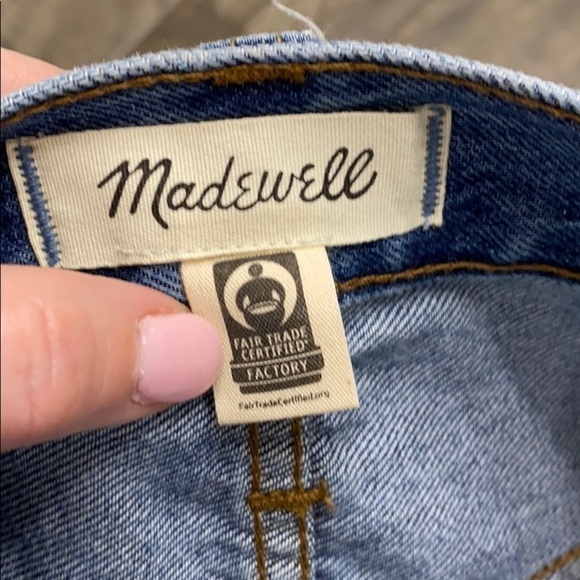 Madewell
FAIR TRADE
CERTIFIED
FACTORY
FairTradeCertified.org